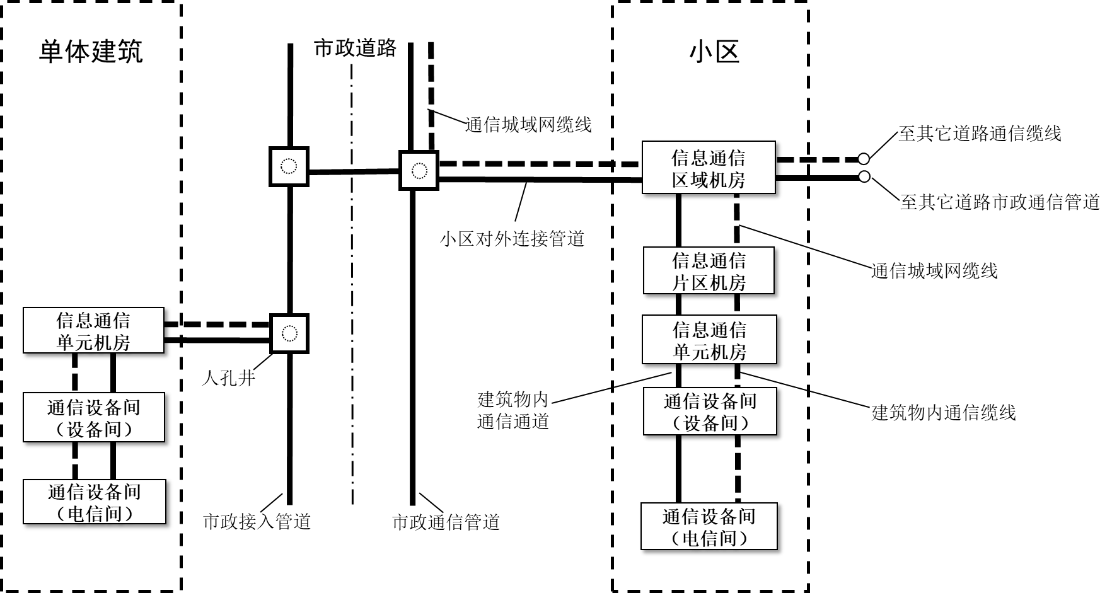 单体建筑
市政道路
小区
通信城域网缆线
至其它道路通信缆线
信息通信
区域机房
至其它道路市政通信管道
小区对外连接管道
信息通信
片区机房
通信城域网缆线
信息通信
单元机房
信息通信
单元机房
人孔井
建筑物内
通信通道
通信设备间
（设备间）
建筑物内通信缆线
通信设备间
（设备间）
通信设备间
（电信间）
市政接入管道
市政通信管道
通信设备间
（电信间）